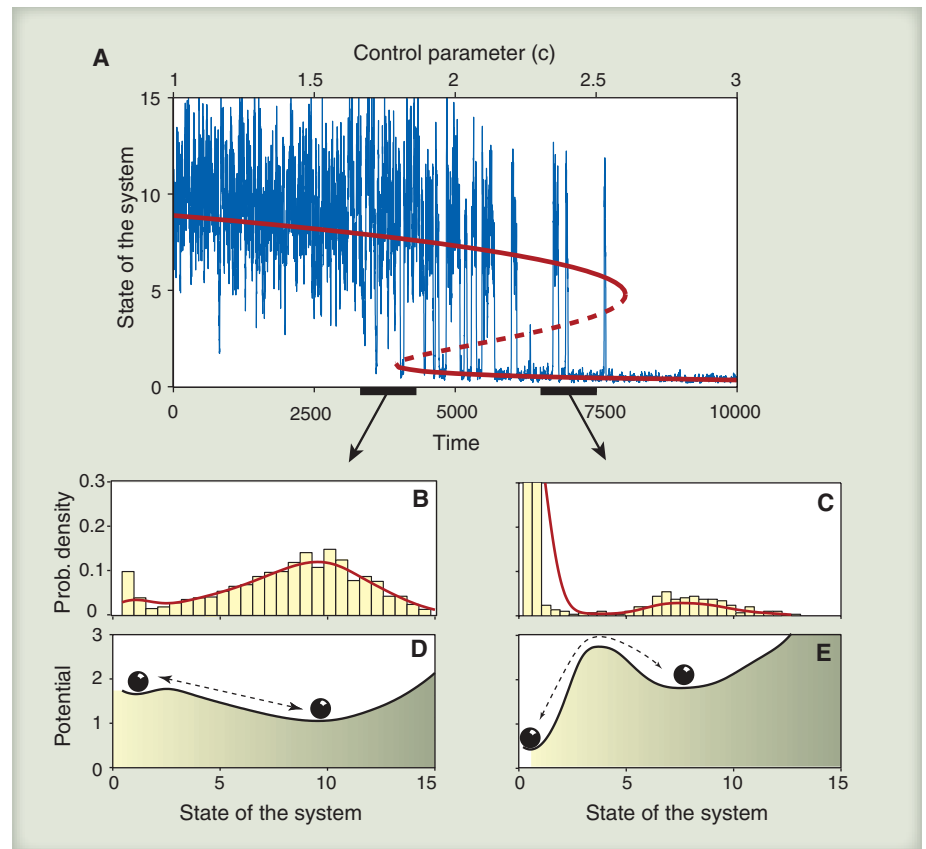 A
Control parameter (c)
1 1.5 2 2.5 3
State of the system
15
10
5
0
0 2500 5000 7500 10000
Time
B
Prob. density
0.3
0.2
0.1
0
C
D
Potential
3
2
1
0
0 5 10 15
State of the system
E
0 5 10 15
State of the system